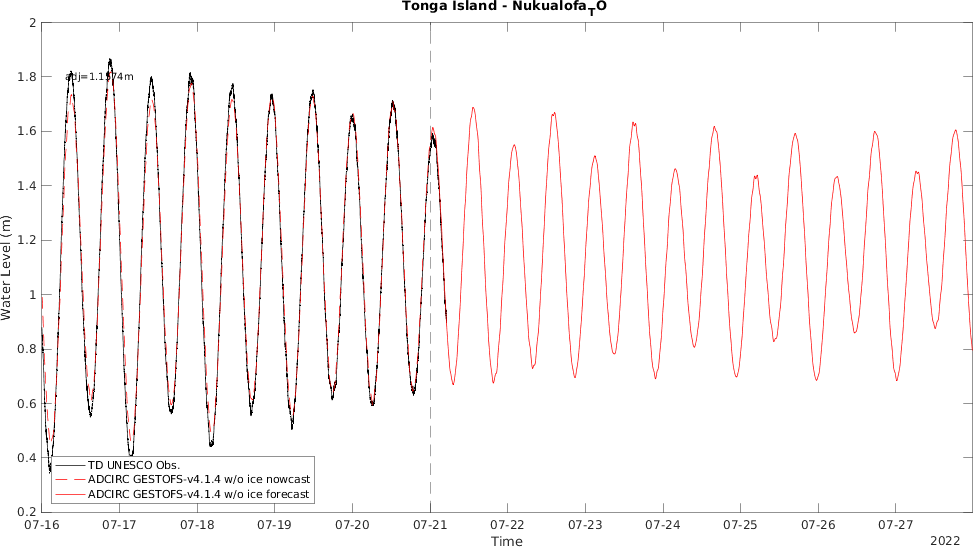 Tonga Island - Nukualofa_TO
2
1.8
1.6
1.4
1.2
1
0.8
0.6
0.4
0.2
Water Level (m)
TD UNESCO Obs.
ADCIRC GESTOFS-v4.1.4 w/o ice nowcast
ADCIRC GESTOFS-v4.1.4 w/o ice forecast
07-16 07-17 07-18 07-19 07-20 07-21 07-22 07-23 07-24 07-25 07-26 07-27
Time
2022